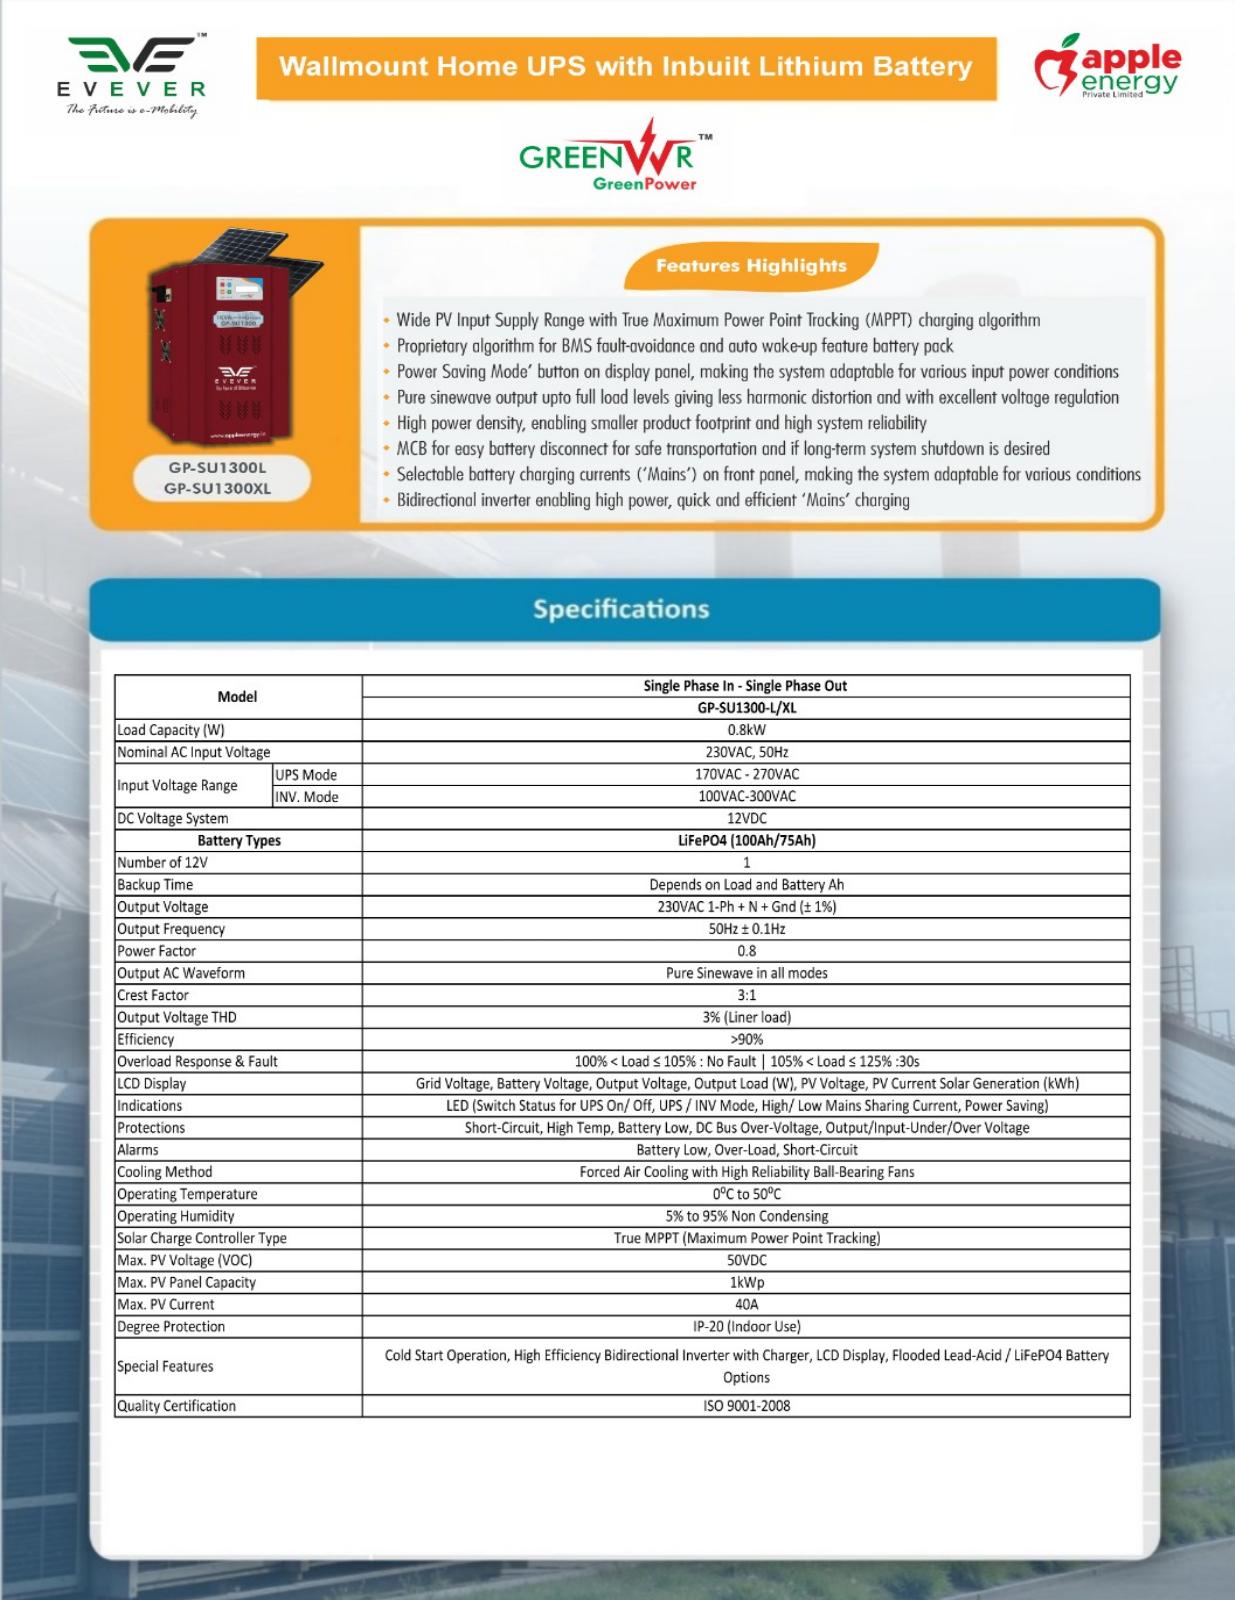 EVEVER
TM
The Future is e-Mobility
Wallmount Home UPS with Inbuilt Lithium Battery
apple
energy
Private Limited
GREENWR
TM
GreenPower
GP-SU1300
EVEVER
www.appleenergy.in
GP-SU1300L
GP-SU1300XL
Features Highlights
Wide PV Input Supply Range with True Maximum Power Point Tracking (MPPT) charging algorithm
Proprietary algorithm for BMS fault-avoidance and auto wake-up feature battery pack
Power Saving Mode’ button on display panel, making the system adaptable for various input power conditions
Pure sinewave output upto full load levels giving less harmonic distortion and with excellent voltage regulation
High power density, enabling smaller product footprint and high system reliability
MCB for easy battery disconnect for safe transportation and if long-term system shutdown is desired
Selectable battery charging currents (‘Mains’) on front panel, making the system adaptable for various conditions
Bidirectional inverter enabling high power, quick and efficient ‘Mains’ charging
Specifications
Model
Single Phase In - Single Phase Out
GP-SU1300-L/XL
Load Capacity (W) 0.8kW
Nominal AC Input Voltage 230VAC, 50Hz
Input Voltage Range
UPS Mode 170VAC - 270VAC
INV. Mode 100VAC-300VAC
DC Voltage System 12VDC
Battery Types LiFePO4 (100Ah/75Ah)
Number of 12V 1
Backup Time Depends on Load and Battery Ah
Output Voltage 230VAC 1-Ph + N + Gnd (± 1%)
Output Frequency 50Hz ± 0.1Hz
Power Factor 0.8
Output AC Waveform Pure Sinewave in all modes
Crest Factor 3:1
Output Voltage THD 3% (Liner load)
Efficiency >90%
Overload Response & Fault 100% < Load ≤ 105% : No Fault | 105% < Load ≤ 125% :30s
LCD Display Grid Voltage, Battery Voltage, Output Voltage, Output Load (W), PV Voltage, PV Current Solar Generation (kWh)
Indications LED (Switch Status for UPS On/ Off, UPS / INV Mode, High/ Low Mains Sharing Current, Power Saving)
Protections Short-Circuit, High Temp, Battery Low, DC Bus Over-Voltage, Output/Input-Under/Over Voltage
Alarms Battery Low, Over-Load, Short-Circuit
Cooling Method Forced Air Cooling with High Reliability Ball-Bearing Fans
Operating Temperature 0⁰C to 50⁰C
Operating Humidity 5% to 95% Non Condensing
Solar Charge Controller Type True MPPT (Maximum Power Point Tracking)
Max. PV Voltage (VOC) 50VDC
Max. PV Panel Capacity 1kWp
Max. PV Current 40A
Degree Protection IP-20 (Indoor Use)
Special Features Cold Start Operation, High Efficiency Bidirectional Inverter with Charger, LCD Display, Flooded Lead-Acid / LiFePO4 Battery
Options
Quality Certification ISO 9001-2008